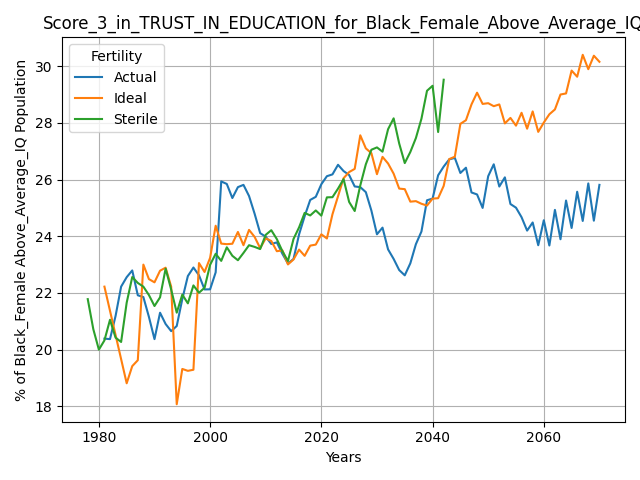 Score_3_in_TRUST_IN_EDUCATION_for_Black_Female_Above_Average_IQ
Fertility
Actual
Ideal
Sterile
% of Black_Female Above_Average_IQ Population
30
28
26
24
22
20
18
1980
2000
2020
2040
2060
Years